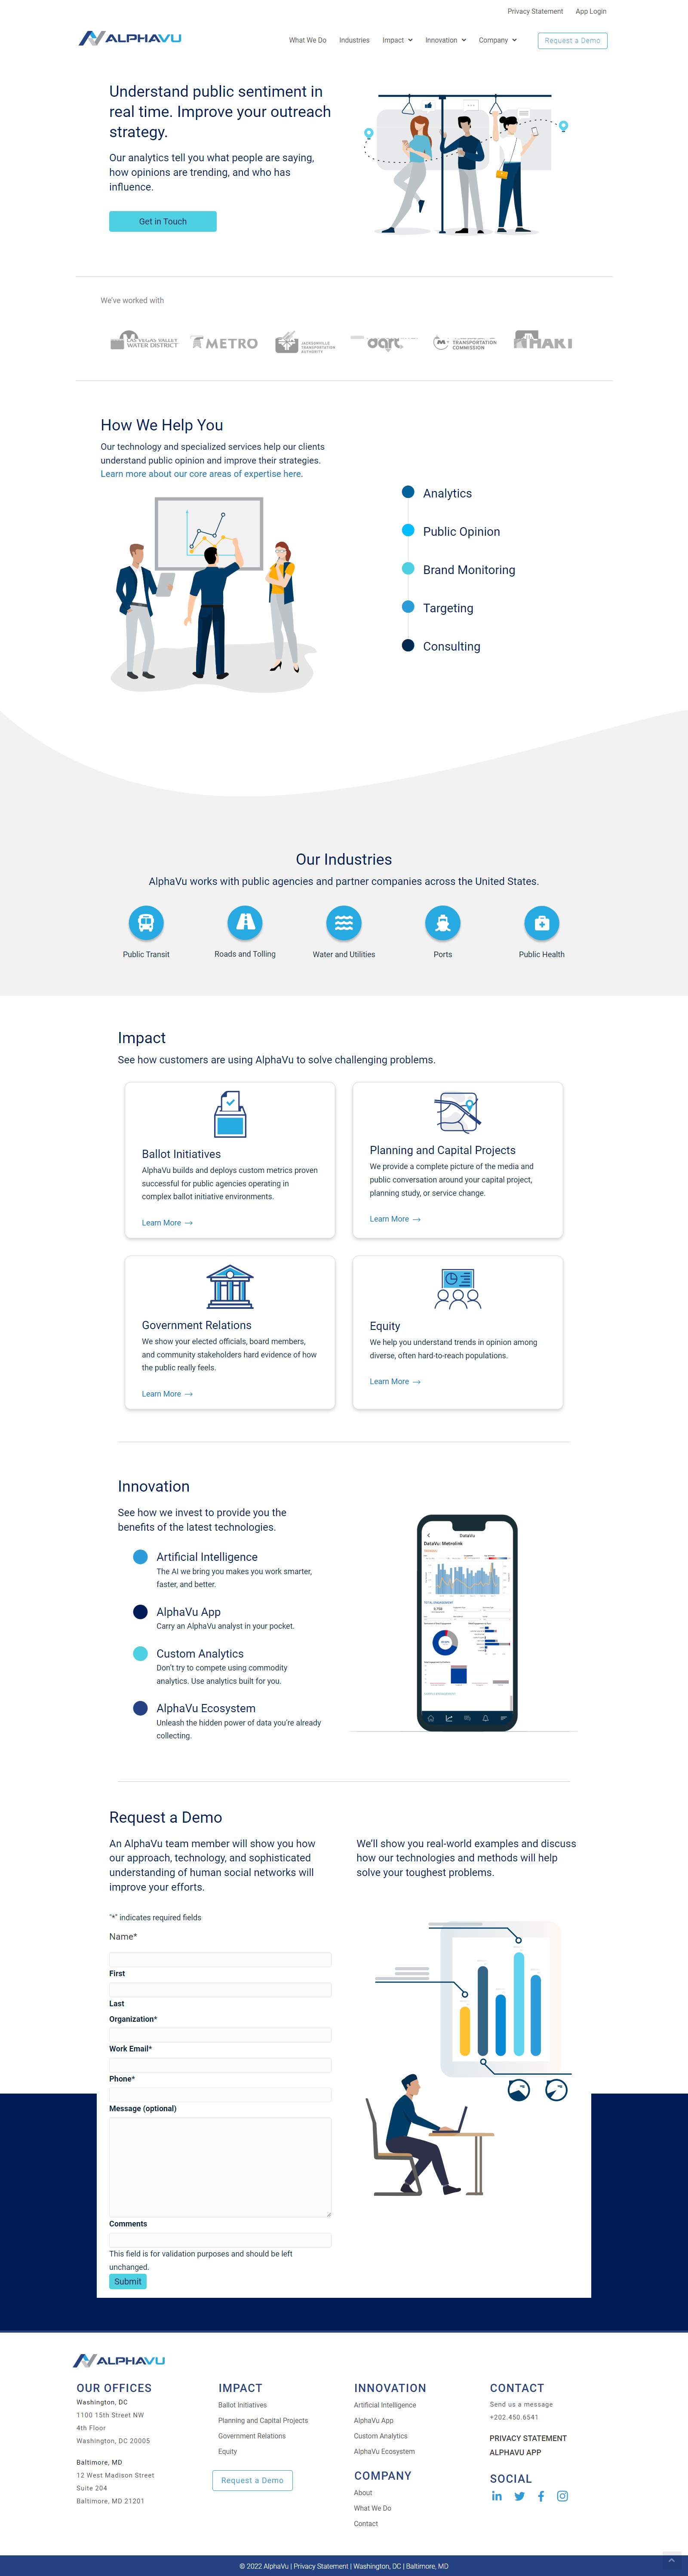 Privacy Statement
App Login
ALPHAVU
What We Do
Industries
Impact
Innovation
Company
Request a Demo
Understand public sentiment in
real time. Improve your outreach
strategy.
Our analytics tell you what people are saying,
how opinions are trending, and who has
influence.
Get in Touch
We've worked with
LAS VEGAS VALLEY
WATER DISTRICT
METRO
JACKSONVILLE
TRANSPORTATION
AUTHORITY
dart
TRANSPORTATION
COMMISSION
HAKI
How We Help You
Our technology and specialized services help our clients
understand public opinion and improve their strategies.
Learn more about our core areas of expertise here.
Analytics
Public Opinion
Brand Monitoring
Targeting
Consulting
Our Industries
AlphaVu works with public agencies and partner companies across the United States.
Public Transit
Roads and Tolling
Water and Utilities
Ports
Public Health
Impact
See how customers are using AlphaVu to solve challenging problems.
Ballot Initiatives
AlphaVu builds and deploys custom metrics proven
successful for public agencies operating in
complex ballot initiative environments.
Learn More →
Planning and Capital Projects
We provide a complete picture of the media and
public conversation around your capital project,
planning study, or service change.
Learn More →
Government Relations
We show your elected officials, board members,
and community stakeholders hard evidence of how
the public really feels.
Learn More →
Equity
We help you understand trends in opinion among
diverse, often hard-to-reach populations.
Learn More →
Innovation
See how we invest to provide you the
benefits of the latest technologies.
Artificial Intelligence
The AI we bring you makes you work smarter,
faster, and better.
AlphaVu App
Carry an AlphaVu analyst in your pocket.
Custom Analytics
Don't try to compete using commodity
analytics. Use analytics built for you.
AlphaVu Ecosystem
Unleash the hidden power of data you're already
collecting.
DataVu
DataVu: Metrolink
Request a Demo
An AlphaVu team member will show you how
our approach, technology, and sophisticated
understanding of human social networks will
improve your efforts.
We'll show you real-world examples and discuss
how our technologies and methods will help
solve your toughest problems.
"*" indicates required fields
Name*
First
Last
Organization*
Work Email*
Phone*
Message (optional)
Comments
This field is for validation purposes and should be left
unchanged.
Submit
ALPHAVU
OUR OFFICES
Washington, DC
1100 15th Street NW
4th Floor
Washington, DC 20005
Baltimore, MD
12 West Madison Street
Suite 204
Baltimore, MD 21201
IMPACT
Ballot Initiatives
Planning and Capital Projects
Government Relations
Equity
Request a Demo
INNOVATION
Artificial Intelligence
AlphaVu App
Custom Analytics
AlphaVu Ecosystem
COMPANY
About
What We Do
Contact
CONTACT
Send us a message
+202.450.6541
PRIVACY STATEMENT
ALPHAVU APP
SOCIAL
© 2022 AlphaVu | Privacy Statement | Washington, DC | Baltimore, MD